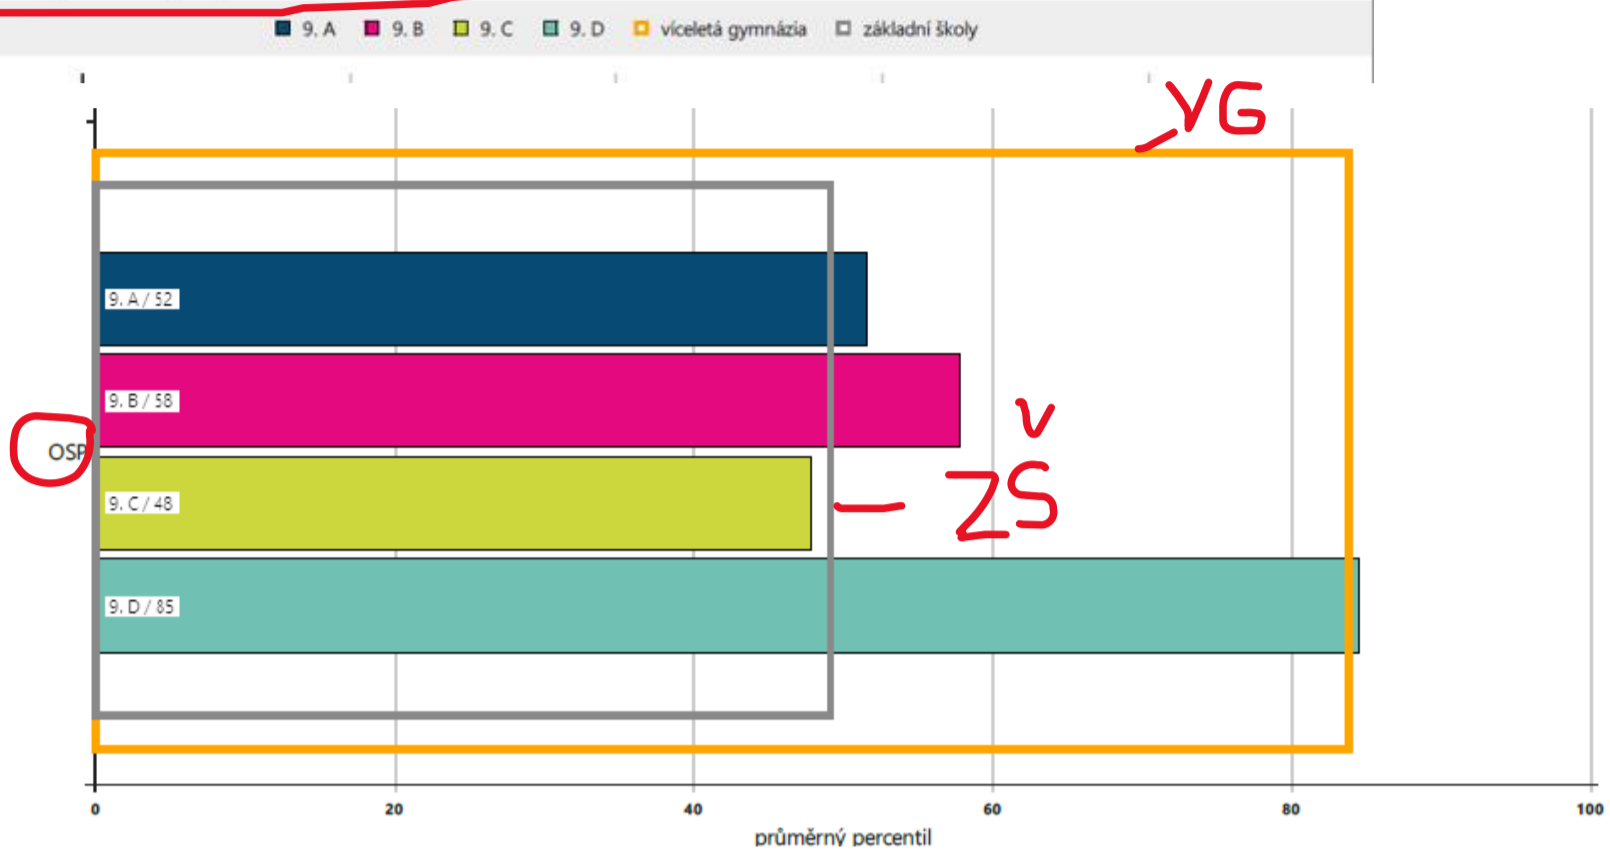 9. A 9. B 9. C 9. D víceletá gymnázia základní školy
VG
9. A / 52
9. B / 58
OSP
ZŠ
9. C / 48
9. D / 85
0 20 40 60 80 100
průměrný percentil